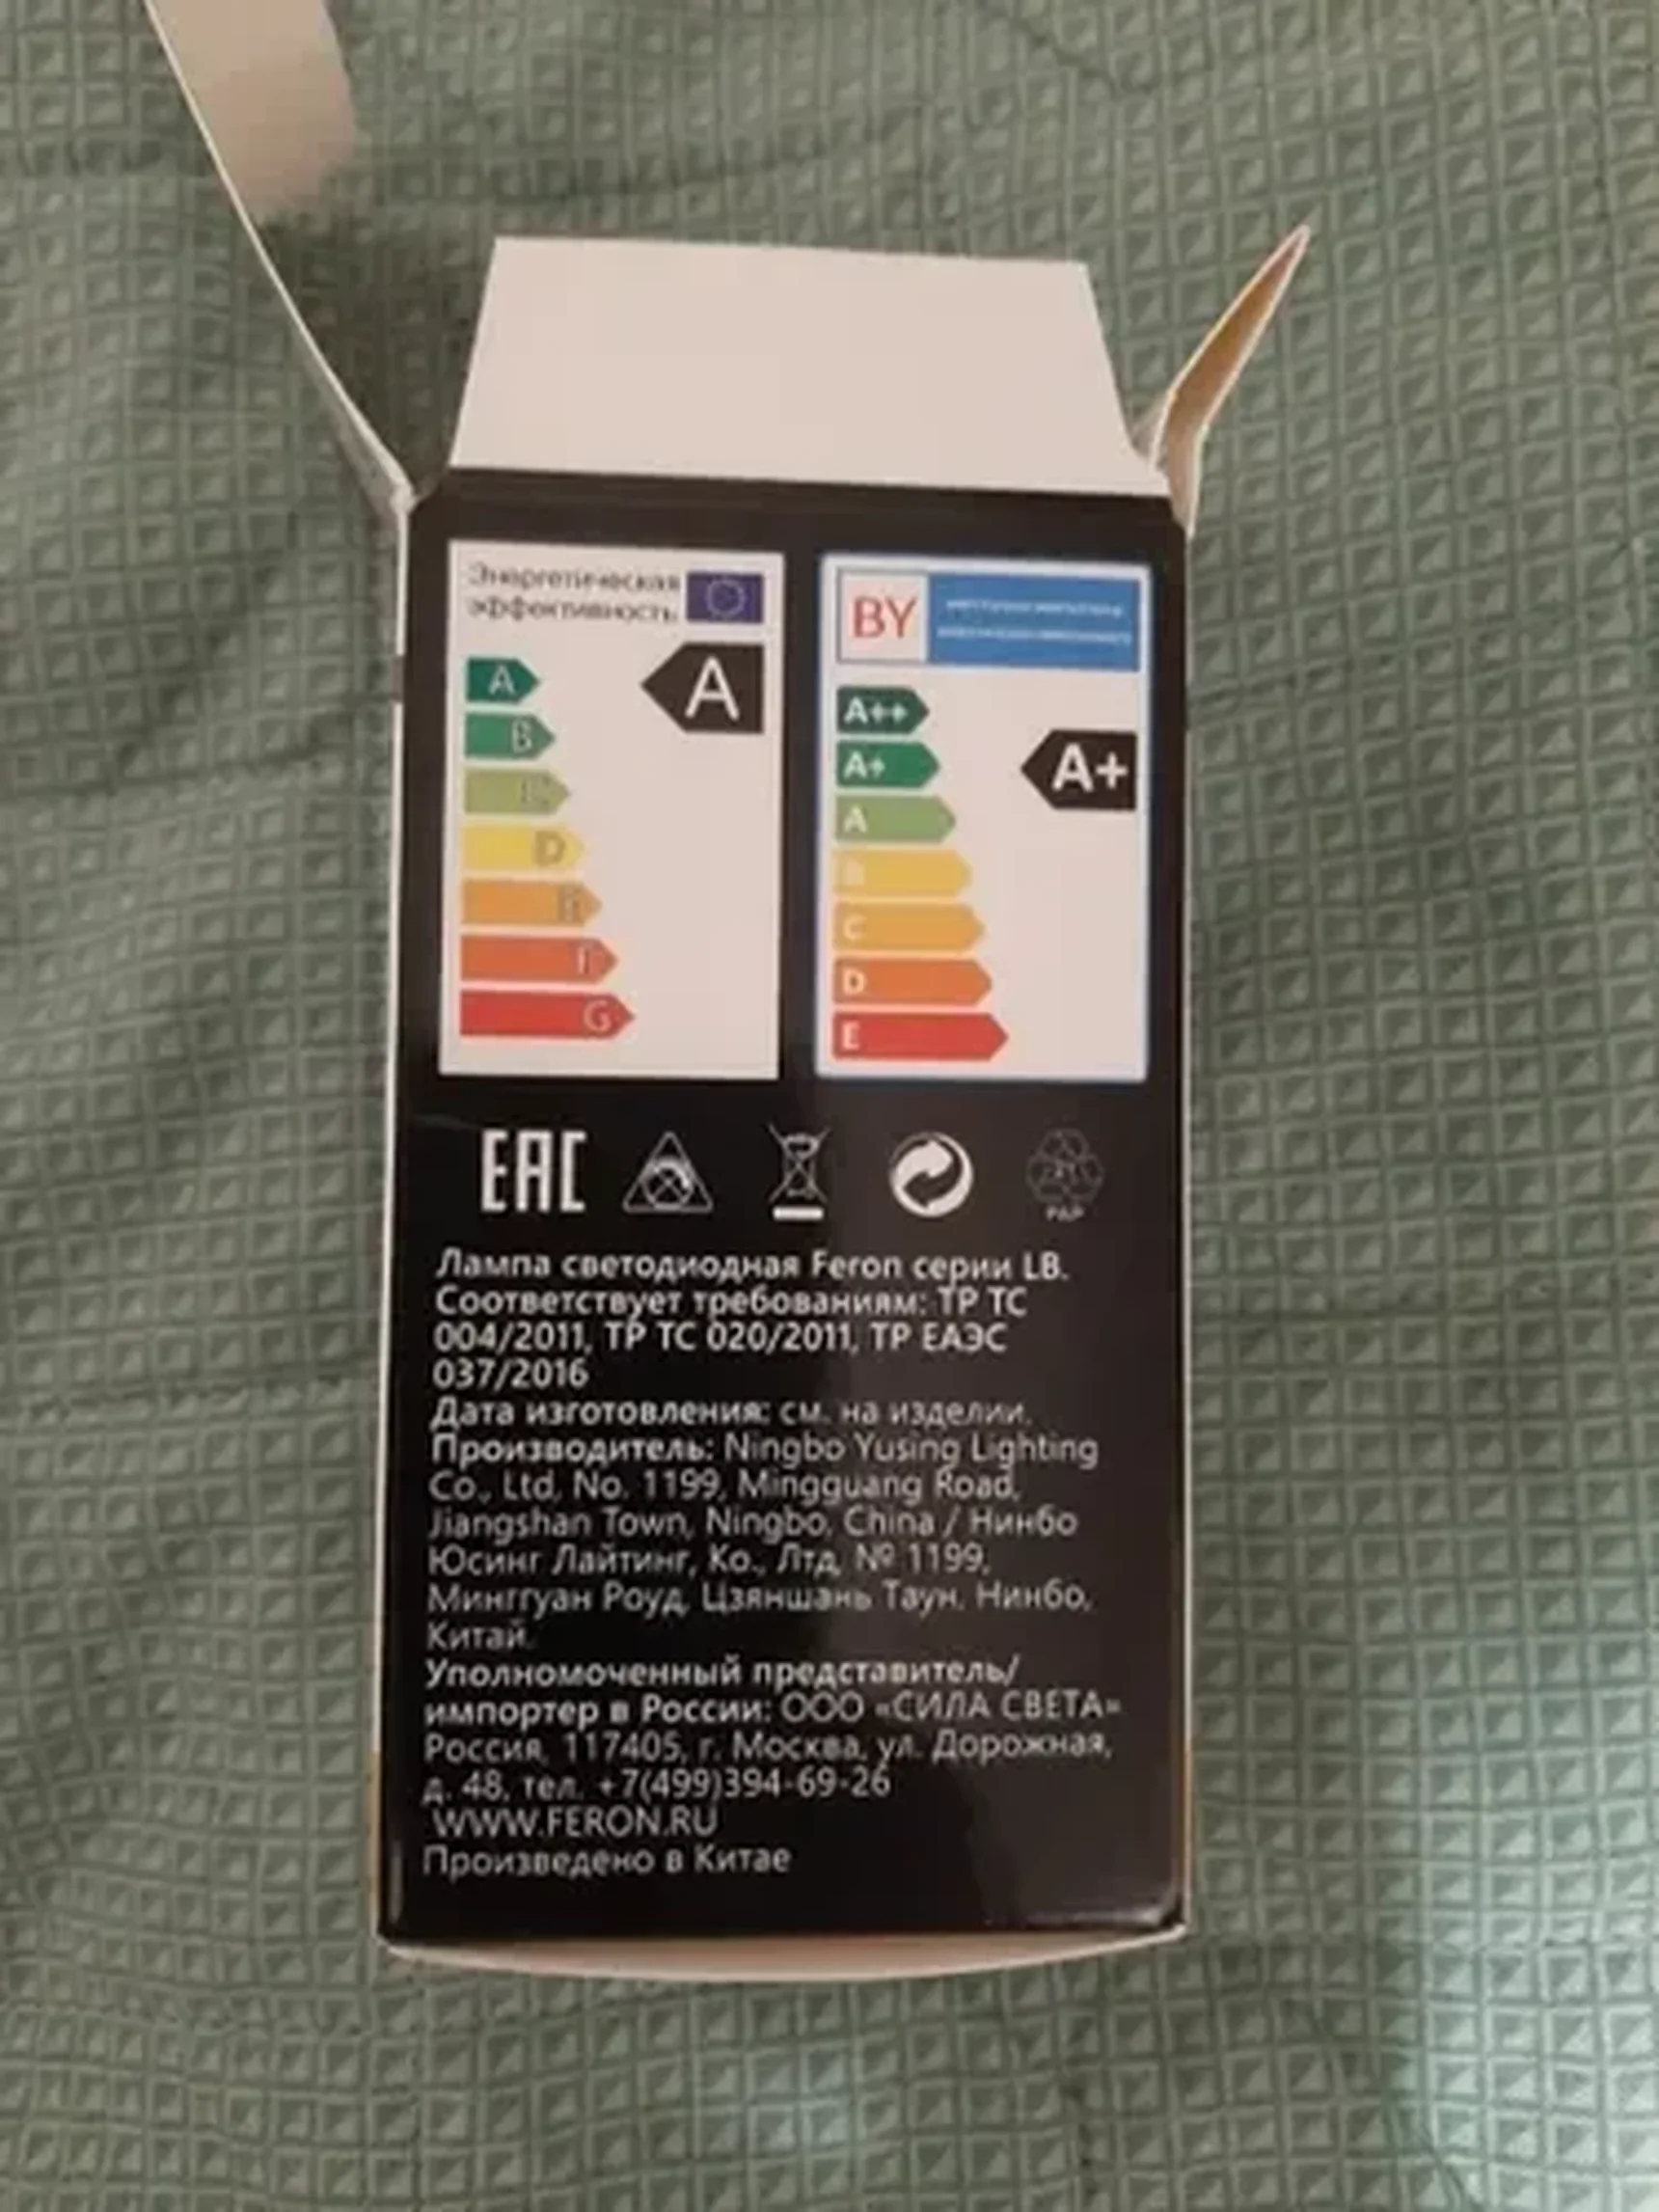 Энергетическая
эффективность
A
A
B
D
G
BY
A++
A+
A+
A
B
C
D
E
EAC
21
PAP
Лампа светодиодная Feron серии LB.
Соответствует требованиям: ТР ТС
004/2011, ТР ТС 020/2011, ТР ЕАЭС
037/2016
Дата изготовления: см. на изделии.
Производитель: Ningbo Yusing Lighting
Co., Ltd, No. 1199, Mingguang Road,
Jiangshan Town, Ningbo, China / Нинбо
Юсинг Лайтинг, Ко., Лтд, № 1199,
Минггуан Роуд, Цзяншань Таун, Нинбо,
Китай.
Уполномоченный представитель/
импортер в России: ООО «СИЛА СВЕТА»
Россия, 117405, г. Москва, ул. Дорожная,
д. 48, тел. +7(499)394-69-26
WWW.FERON.RU
Произведено в Китае